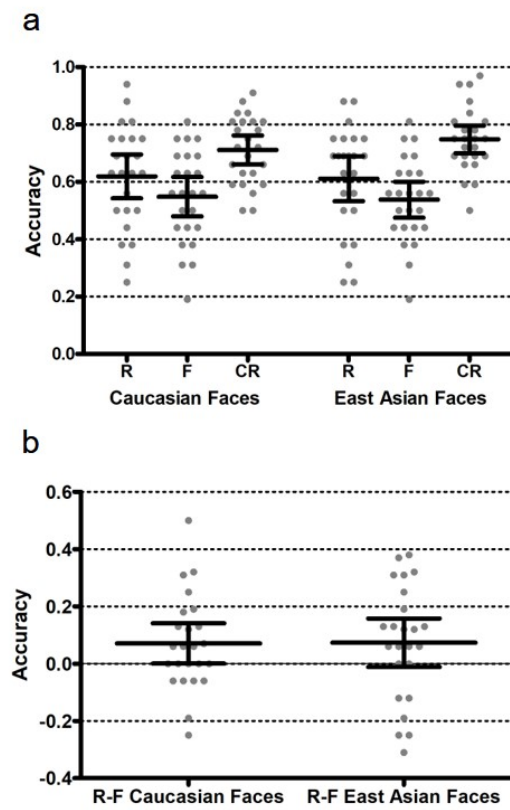 a
1.0
0.8
0.6
0.4
0.2
0.0
Accuracy
R F CR R F CR
Caucasian Faces East Asian Faces
b
0.6
0.4
0.2
0.0
-0.2
-0.4
Accuracy
R-F Caucasian Faces R-F East Asian Faces